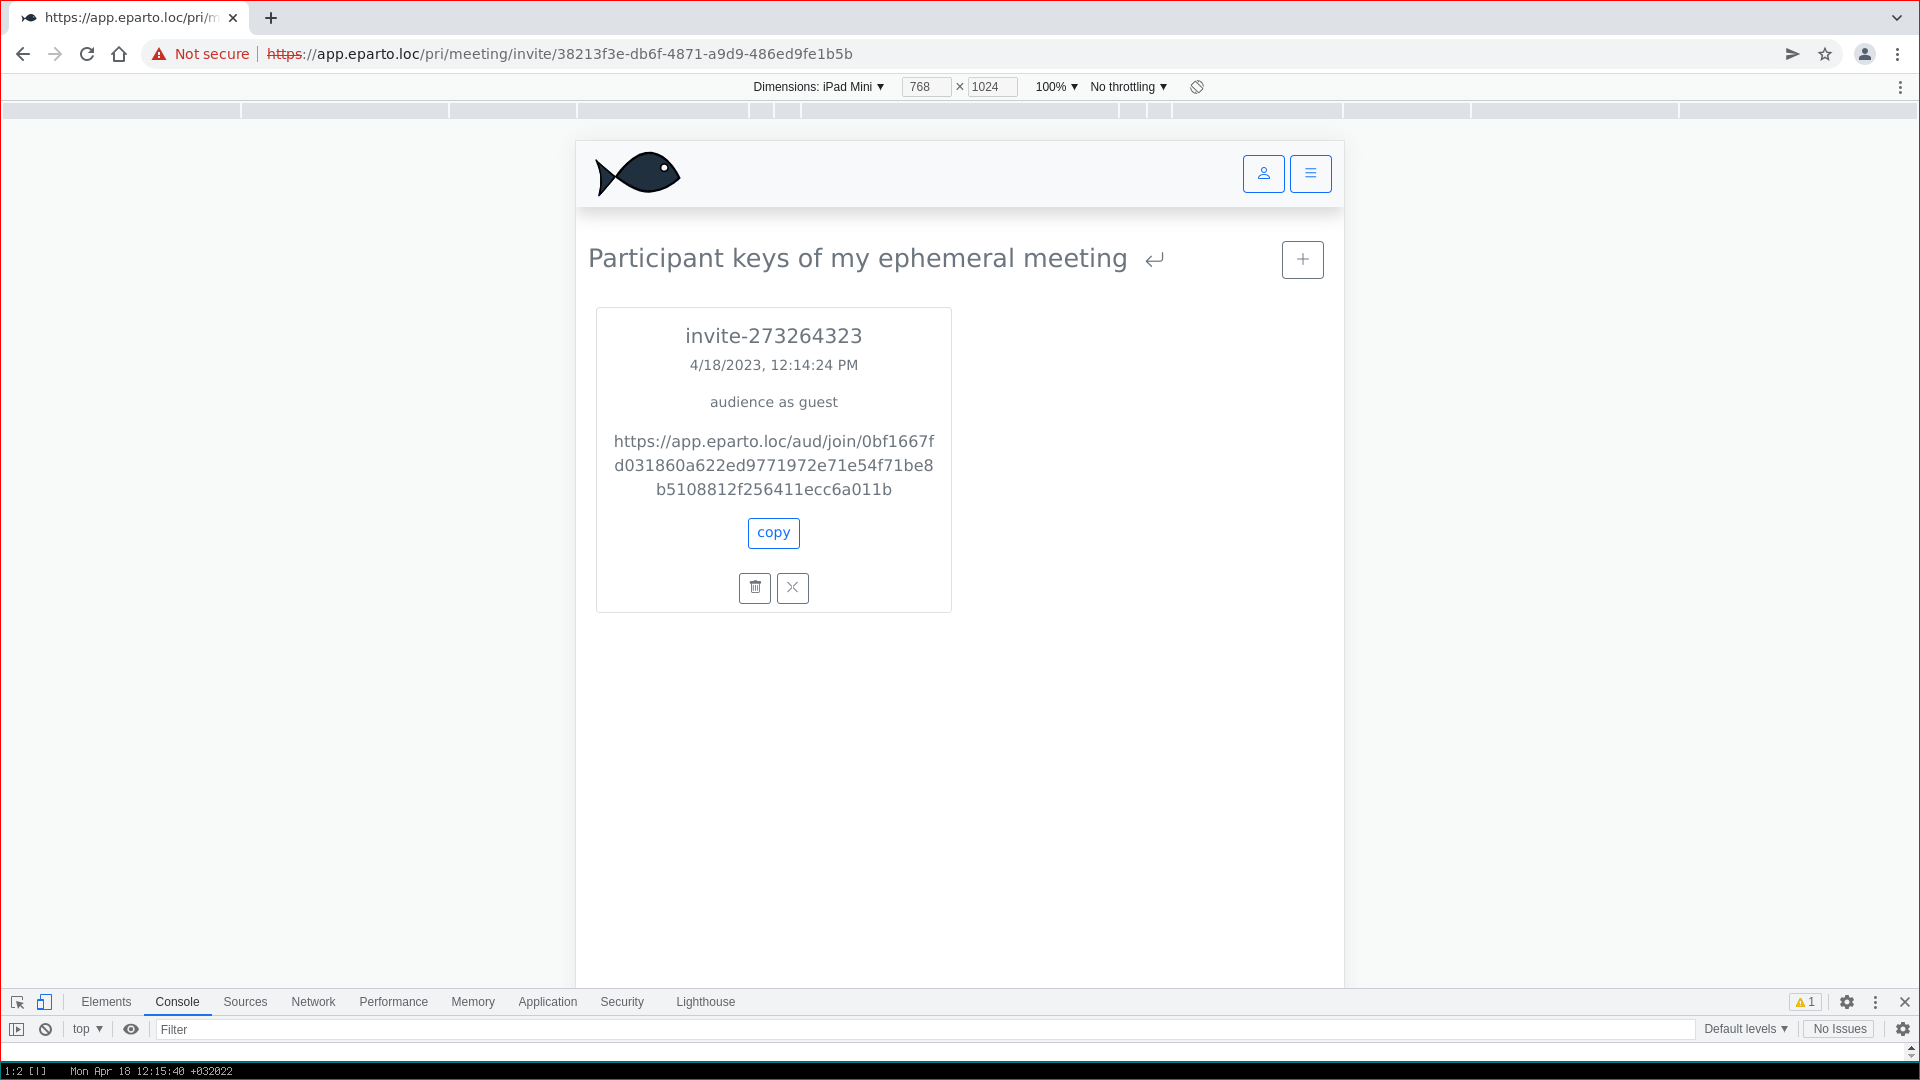 https://app.eparto.loc/pri/m
Not secure https://app.eparto.loc/pri/meeting/invite/38213f3e-db6f-4871-a9d9-486ed9fe1b5b
Dimensions: iPad Mini 768 × 1024 100% No throttling
Participant keys of my ephemeral meeting
invite-273264323
4/18/2023, 12:14:24 PM
audience as guest
https://app.eparto.loc/aud/join/0bf1667f
d031860a622ed9771972e71e54f71be8
b5108812f256411ecc6a011b
copy
Elements Console Sources Network Performance Memory Application Security Lighthouse 1
top Filter Default levels No Issues
1:2 [|] Mon Apr 18 12:15:40 +032022